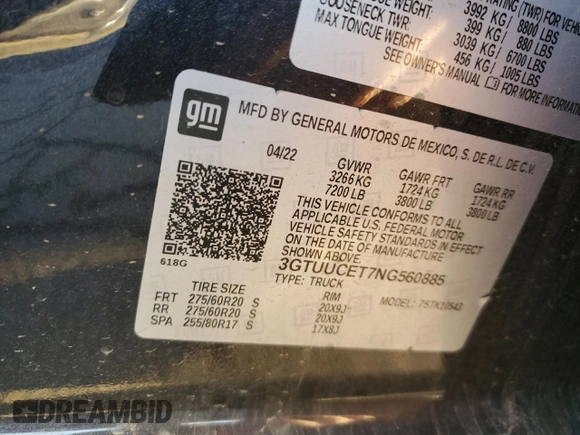 RATING (TWR) FOR VEHIC
WEIGHT: 3992 KG / 8800 LBS
399 KG / 880 LBS
GOOSENECK TWR: 3039 KG / 6700 LBS
MAX TONGUE WEIGHT: 456 KG / 1005 LBS
SEE OWNER'S MANUAL FOR MORE INFORMATION
gm
MFD BY GENERAL MOTORS DE MEXICO, S. DE R.L. DE C.V.
04/22
GVWR GAWR FRT GAWR RR
3266 KG 1724 KG 1724 KG
7200 LB 3800 LB 3800 LB
THIS VEHICLE CONFORMS TO ALL
APPLICABLE U.S. FEDERAL MOTOR
VEHICLE SAFETY STANDARDS IN EFFECT
ON THE DATE OF MANUFACTURE
SHOWN ABOVE.
618G
3GTUUCET7NG560885
TYPE: TRUCK
TIRE SIZE RIM MODEL:
FRT 275/60R20 S 20X9J
RR 275/60R20 S 20X9J
SPA 255/80R17 S 17X8J
DREAMBID